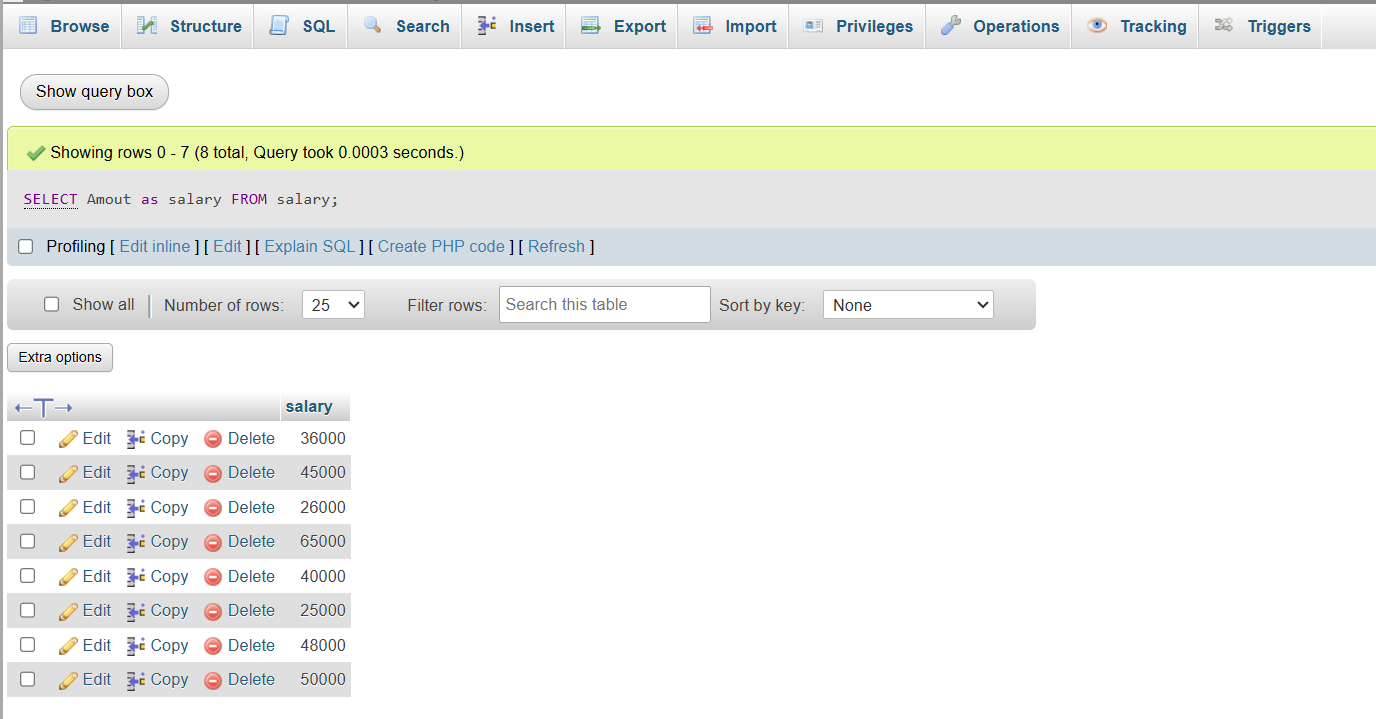 Browse Structure SQL Search Insert Export Import Privileges Operations Tracking Triggers
Show query box
Showing rows 0 - 7 (8 total, Query took 0.0003 seconds.)
SELECT Amout as salary FROM salary;
Profiling [ Edit inline ] [ Edit ] [ Explain SQL ] [ Create PHP code ] [ Refresh ]
Show all Number of rows: 25 Filter rows: Search this table Sort by key: None
Extra options
←T→ salary
Edit Copy Delete 36000
Edit Copy Delete 45000
Edit Copy Delete 26000
Edit Copy Delete 65000
Edit Copy Delete 40000
Edit Copy Delete 25000
Edit Copy Delete 48000
Edit Copy Delete 50000